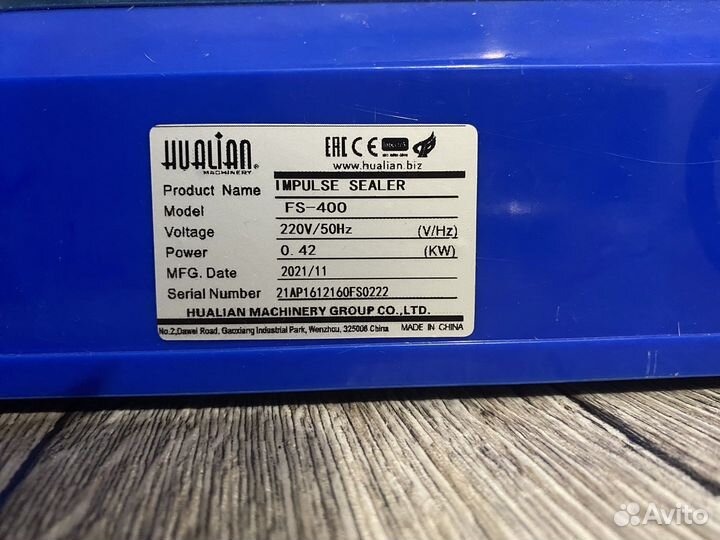 HUALIAN®
MACHINERY
EAC CE
www.hualian.biz
Product Name IMPULSE SEALER
Model FS-400
Voltage 220V/50Hz (V/Hz)
Power 0.42 (KW)
MFG. Date 2021/11
Serial Number 21AP1612160FS0222
HUALIAN MACHINERY GROUP CO.,LTD.
No.2,Dawei Road, Gaoxiang Industrial Park, Wenzhou, 325006 China MADE IN CHINA
Avito